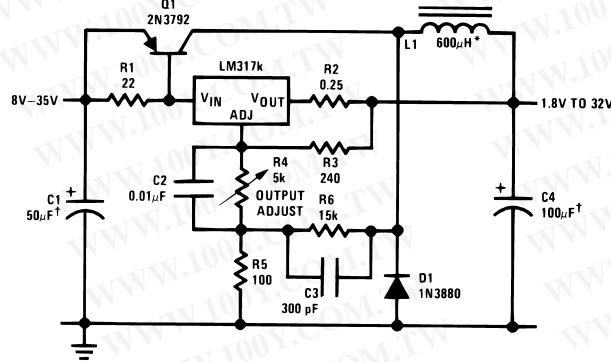 Q1
2N3792
L1
600μH*
R1
22
LM317k
R2
0.25
8V–35V
VIN
VOUT
ADJ
1.8V TO 32V
C2
0.01μF
R4
5k
OUTPUT
ADJUST
R3
240
R6
15k
C1
50μF†
+
+
C4
100μF†
R5
100
C3
300 pF
D1
1N3880
WWW.100Y.COM.TW